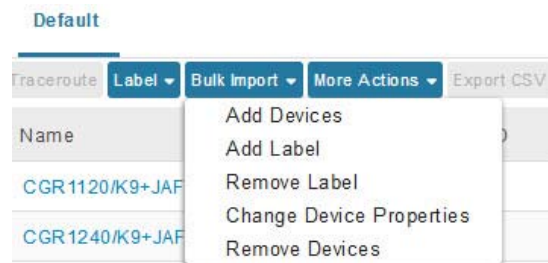 Default
Traceroute Label Bulk Import More Actions Export CSV
Add Devices
Name
Add Label
CGR1120/K9+JAF
Remove Label
Change Device Properties
CGR1240/K9+JAF
Remove Devices